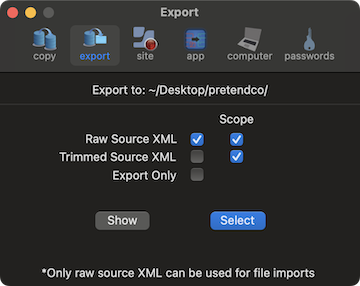 Export
copy export site app computer passwords
Export to: ~/Desktop/pretendco/
Scope
Raw Source XML
Trimmed Source XML
Export Only
Show Select
*Only raw source XML can be used for file imports